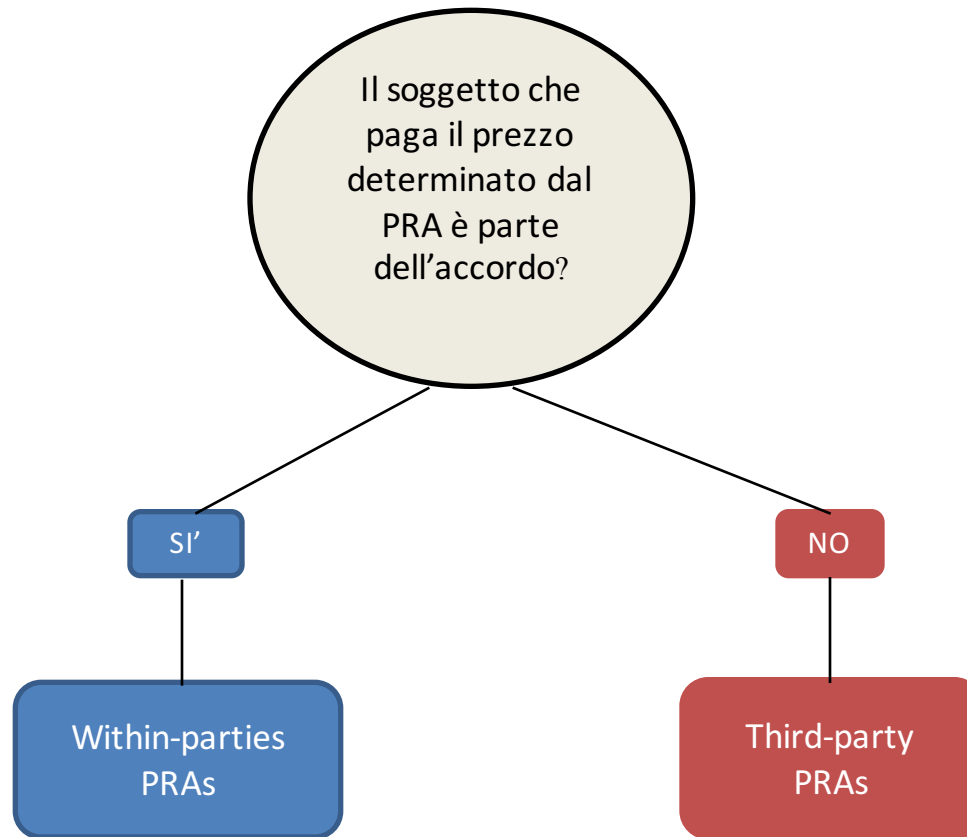 Il soggetto che
paga il prezzo
determinato dal
PRA è parte
dell’accordo?
SI’
NO
Within-parties
PRAs
Third-party
PRAs